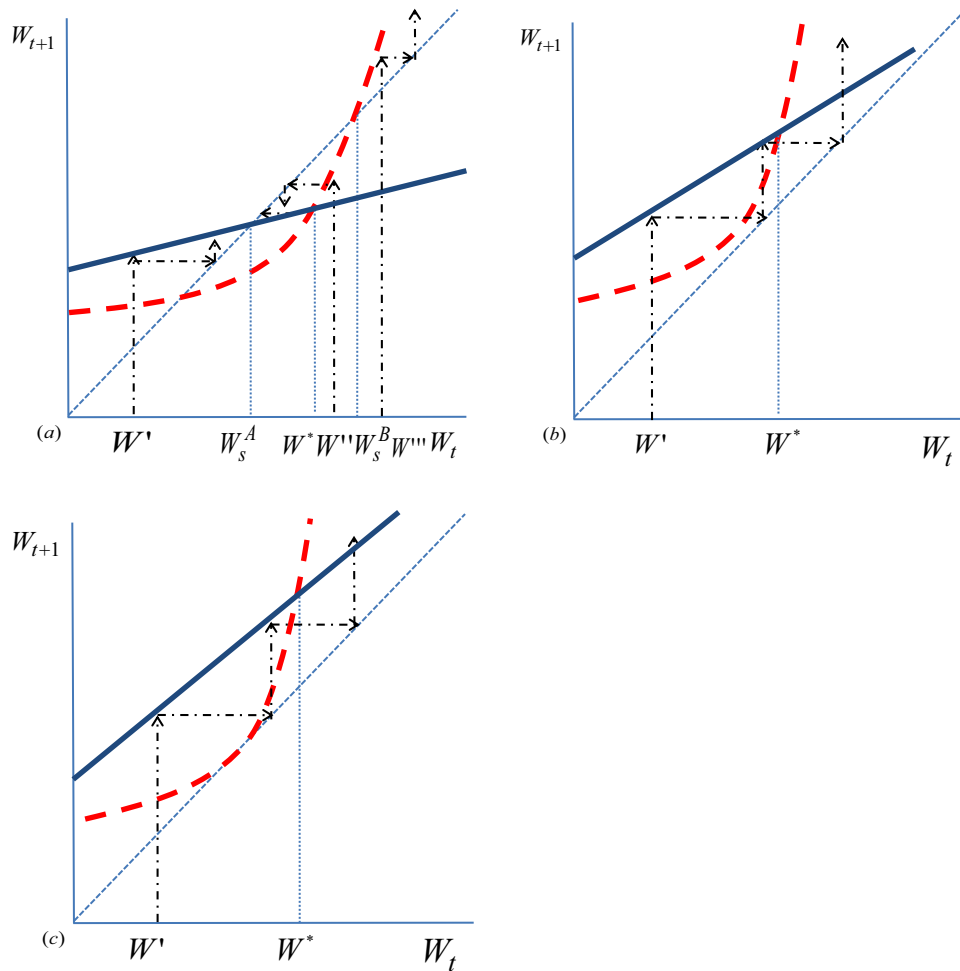 W_{t+1}
(a) W' W_s^A W^* W'' W_s^B W''' W_t
W_{t+1}
(b) W' W^* W_t
W_{t+1}
(c) W' W^* W_t